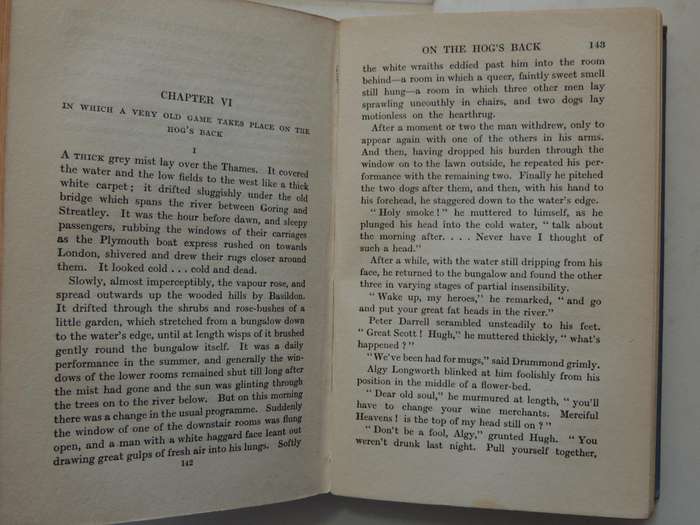 CHAPTER VI
IN WHICH A VERY OLD GAME TAKES PLACE ON THE
HOG'S BACK
I
A THICK grey mist lay over the Thames. It covered
the water and the low fields to the west like a thick
white carpet; it drifted sluggishly under the old
bridge which spans the river between Goring and
Streatley. It was the hour before dawn, and sleepy
passengers, rubbing the windows of their carriages
as the Plymouth boat express rushed on towards
London, shivered and drew their rugs closer around
them. It looked cold . . . cold and dead.
Slowly, almost imperceptibly, the vapour rose, and
spread outwards up the wooded hills by Basildon.
It drifted through the shrubs and rose-bushes of a
little garden, which stretched from a bungalow down
to the water's edge, until at length wisps of it brushed
gently round the bungalow itself. It was a daily
performance in the summer, and generally the win-
dows of the lower rooms remained shut till long after
the mist had gone and the sun was glinting through
the trees on to the river below. But on this morning
there was a change in the usual programme. Suddenly
the window of one of the downstair rooms was flung
open, and a man with a white haggard face leant out
drawing great gulps of fresh air into his lungs. Softly
142
ON THE HOG'S BACK 143
the white wraiths eddied past him into the room
behind—a room in which a queer, faintly sweet smell
still hung—a room in which three other men lay
sprawling uncouthly in chairs, and two dogs lay
motionless on the hearthrug.
After a moment or two the man withdrew, only to
appear again with one of the others in his arms.
And then, having dropped his burden through the
window on to the lawn outside, he repeated his per-
formance with the remaining two. Finally he pitched
the two dogs after them, and then, with his hand to
his forehead, he staggered down to the water's edge.
"Holy smoke!" he muttered to himself, as he
plunged his head into the cold water, "talk about
the morning after. . . . Never have I thought of
such a head."
After a while, with the water still dripping from his
face, he returned to the bungalow and found the other
three in varying stages of partial insensibility.
"Wake up, my heroes," he remarked, "and go
and put your great fat heads in the river."
Peter Darrell scrambled unsteadily to his feet.
"Great Scott! Hugh," he muttered thickly, "what's
happened?"
"We've been had for mugs," said Drummond grimly.
Algy Longworth blinked at him foolishly from his
position in the middle of a flower-bed.
"Dear old soul," he murmured at length, "you'll
have to change your wine merchants. Merciful
Heavens! is the top of my head still on?"
"Don't be a fool, Algy," grunted Hugh. "You
weren't drunk last night. Pull yourself together,